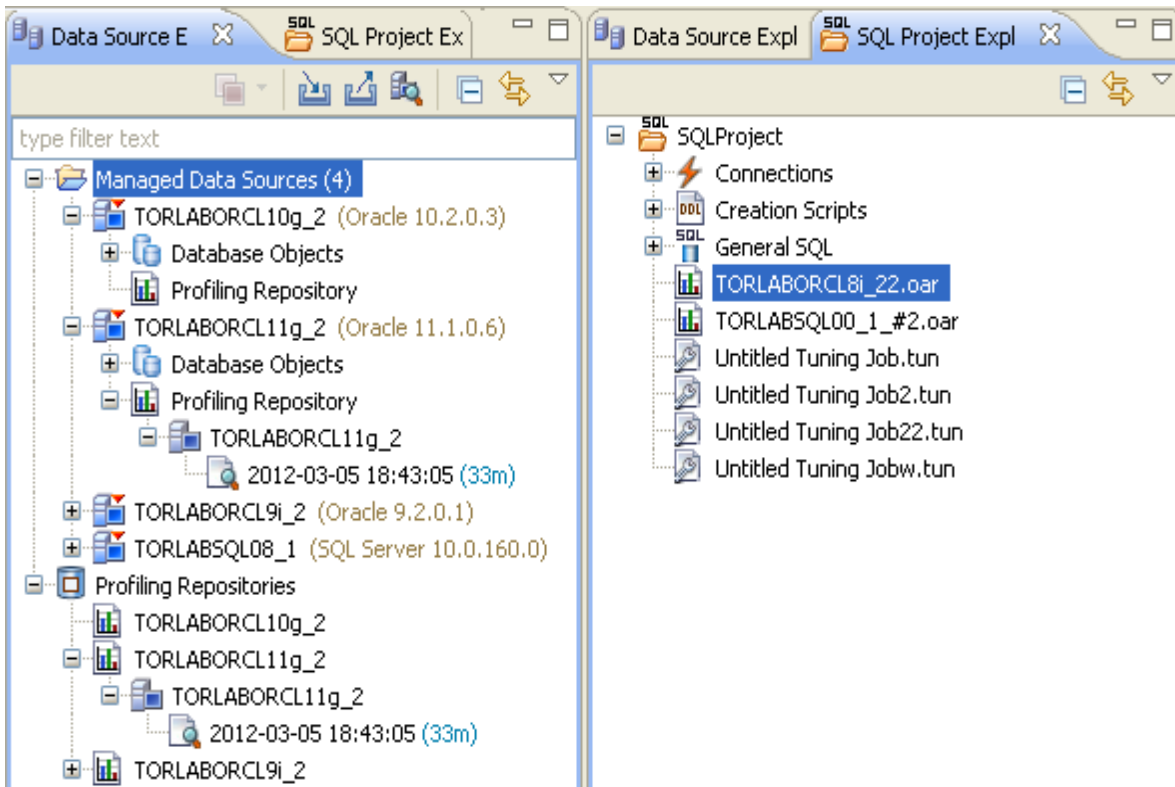 Data Source E
SQL SQL Project Ex
type filter text
Managed Data Sources (4)
TORLABORCL10g_2 (Oracle 10.2.0.3)
Database Objects
Profiling Repository
TORLABORCL11g_2 (Oracle 11.1.0.6)
Database Objects
Profiling Repository
TORLABORCL11g_2
2012-03-05 18:43:05 (33m)
TORLABORCL9i_2 (Oracle 9.2.0.1)
TORLABSQL08_1 (SQL Server 10.0.160.0)
Profiling Repositories
TORLABORCL10g_2
TORLABORCL11g_2
TORLABORCL11g_2
2012-03-05 18:43:05 (33m)
TORLABORCL9i_2
Data Source Expl
SQL SQL Project Expl
SQL SQLProject
Connections
DDL Creation Scripts
SQL General SQL
TORLABORCL8i_22.oar
TORLABSQL00_1_#2.oar
Untitled Tuning Job.tun
Untitled Tuning Job2.tun
Untitled Tuning Job22.tun
Untitled Tuning Jobw.tun